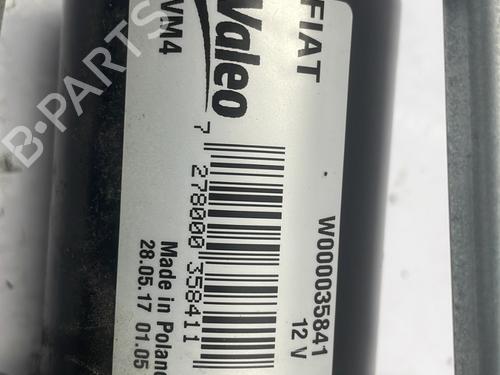 FIAT
Valeo
VM4
W000035841
12 V
7 278000 358411
Made in Poland
28.05.17 01.05
B-PARTS